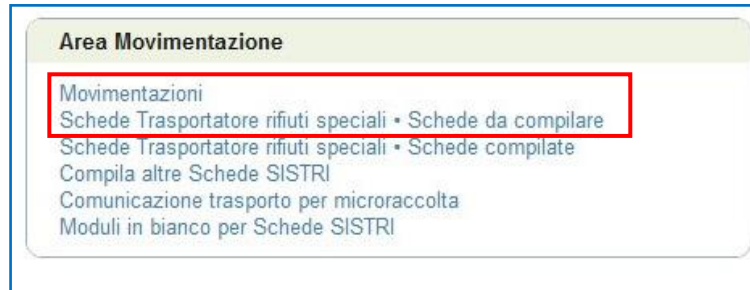 Area Movimentazione
Movimentazioni
Schede Trasportatore rifiuti speciali • Schede da compilare
Schede Trasportatore rifiuti speciali • Schede compilate
Compila altre Schede SISTRI
Comunicazione trasporto per microraccolta
Moduli in bianco per Schede SISTRI